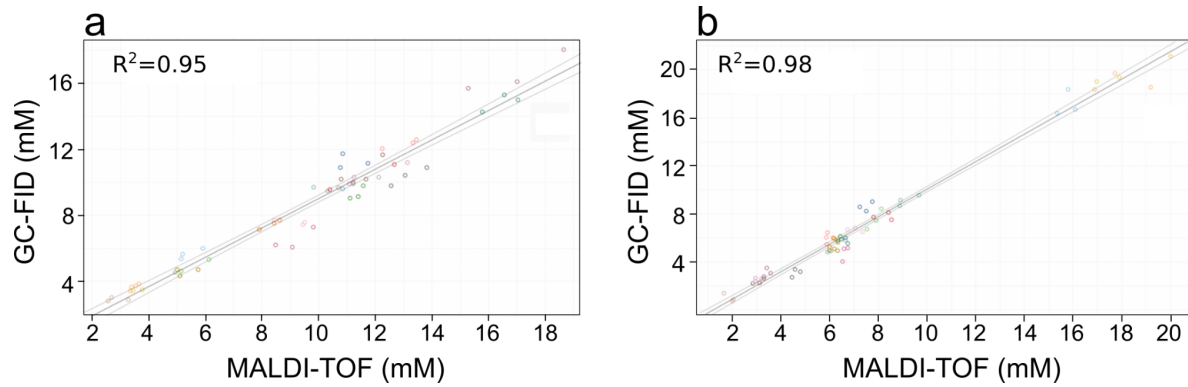 a
R²=0.95
GC-FID (mM)
16
12
8
4
2 4 6 8 10 12 14 16 18
MALDI-TOF (mM)
b
R²=0.98
GC-FID (mM)
20
16
12
8
4
2 4 6 8 10 12 14 16 18 20
MALDI-TOF (mM)